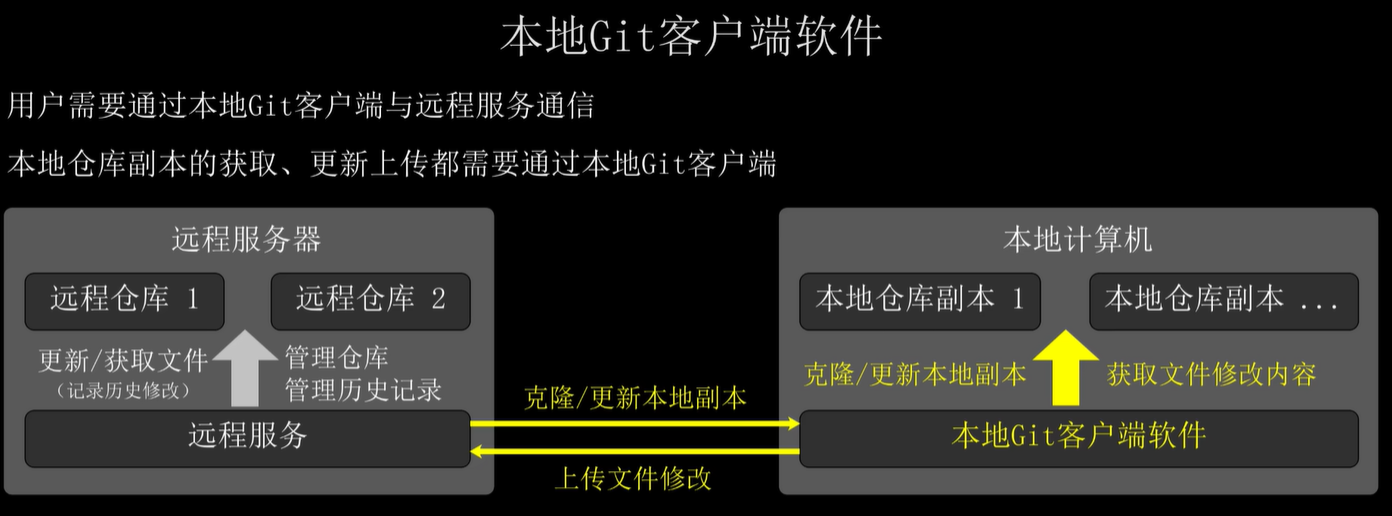 本地Git客户端软件
用户需要通过本地Git客户端与远程服务通信
本地仓库副本的获取、更新上传都需要通过本地Git客户端
远程服务器
远程仓库 1
远程仓库 2
更新/获取文件
（记录历史修改）
管理仓库
管理历史记录
远程服务
克隆/更新本地副本
上传文件修改
本地计算机
本地仓库副本 1
本地仓库副本 ...
克隆/更新本地副本
获取文件修改内容
本地Git客户端软件